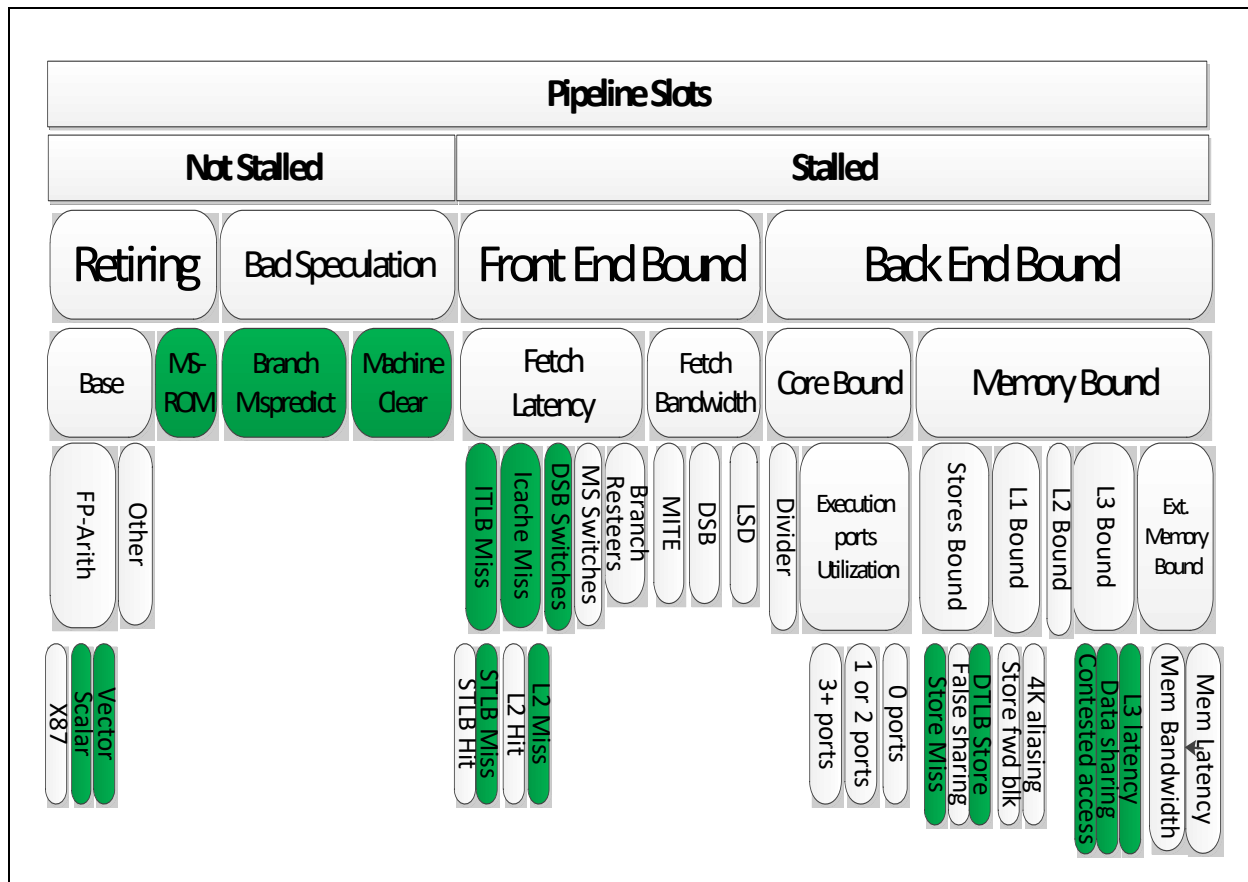 Pipeline Slots
Not Stalled
Stalled
Retiring
Bad Speculation
Front End Bound
Back End Bound
Base
MS-
ROM
Branch
Mspredict
Machine
Clear
Fetch
Latency
Fetch
Bandwidth
Core Bound
Memory Bound
FP-Arith
Other
ITLB Miss
Icache Miss
DSB Switches
MS Switches
Branch
Resteers
MITE
DSB
LSD
Divider
Execution
ports
Utilization
Stores Bound
L1 Bound
L2 Bound
L3 Bound
Ext.
Memory
Bound
X87
Scalar
Vector
STLB Hit
STLB Miss
L2 Hit
L2 Miss
3+ ports
1 or 2 ports
0 ports
Store Miss
False sharing
DTLB Store
Store fwd blk
4K aliasing
Contested access
Data sharing
L3 latency
Mem Bandwidth
Mem Latency